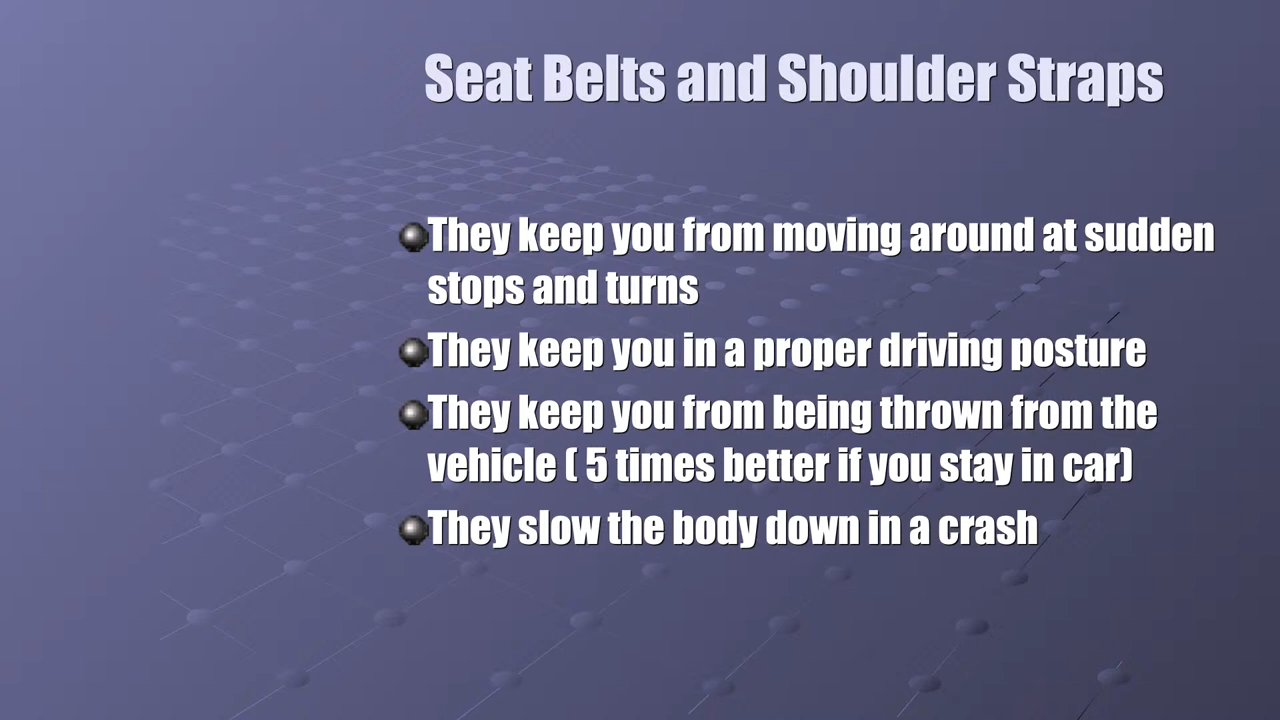 Seat Belts and Shoulder Straps
They keep you from moving around at sudden
stops and turns
They keep you in a proper driving posture
They keep you from being thrown from the
vehicle ( 5 times better if you stay in car)
They slow the body down in a crash